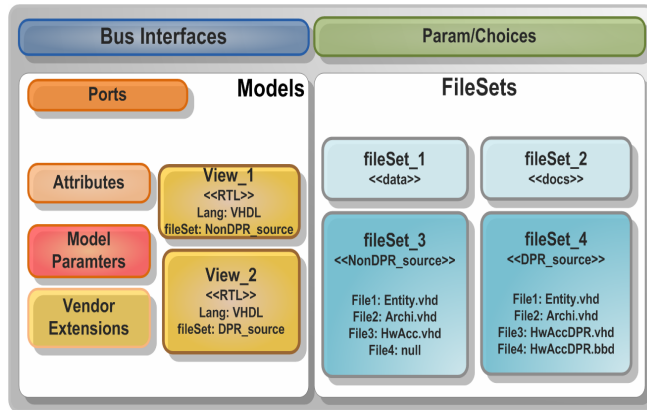 Bus Interfaces
Param/Choices
Ports
Models
FileSets
Attributes
Model
Paramters
Vendor
Extensions
View_1
<<RTL>>
Lang: VHDL
fileSet: NonDPR_source
View_2
<<RTL>>
Lang: VHDL
fileSet: DPR_source
fileSet_1
<<data>>
fileSet_2
<<docs>>
fileSet_3
<<NonDPR_source>>
File1: Entity.vhd
File2: Archi.vhd
File3: HwAcc.vhd
File4: null
fileSet_4
<<DPR_source>>
File1: Entity.vhd
File2: Archi.vhd
File3: HwAccDPR.vhd
File4: HwAccDPR.bbd